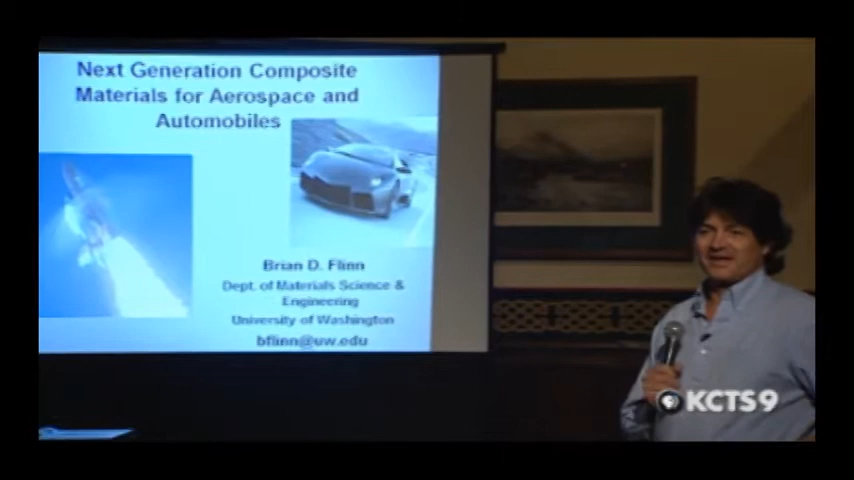 Next Generation Composite
Materials for Aerospace and
Automobiles
Brian D. Flinn
Dept. of Materials Science &
Engineering
University of Washington
bflinn@uw.edu
KCTS9